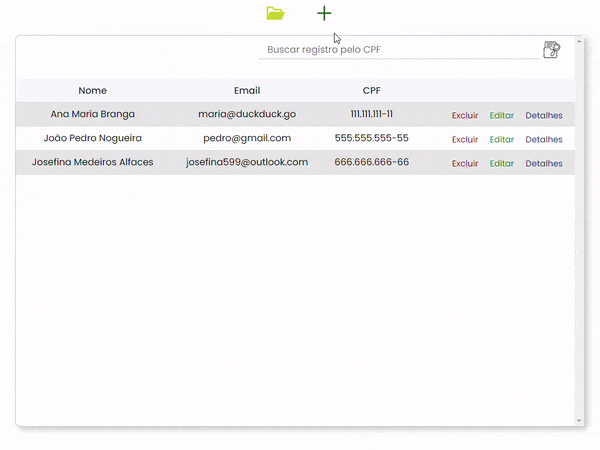 Buscar registro pelo CPF
Nome Email CPF
Ana Maria Branga maria@duckduck.go 111.111.111-11 Excluir Editar Detalhes
João Pedro Nogueira pedro@gmail.com 555.555.555-55 Excluir Editar Detalhes
Josefina Medeiros Alfaces josefina599@outlook.com 666.666.666-66 Excluir Editar Detalhes